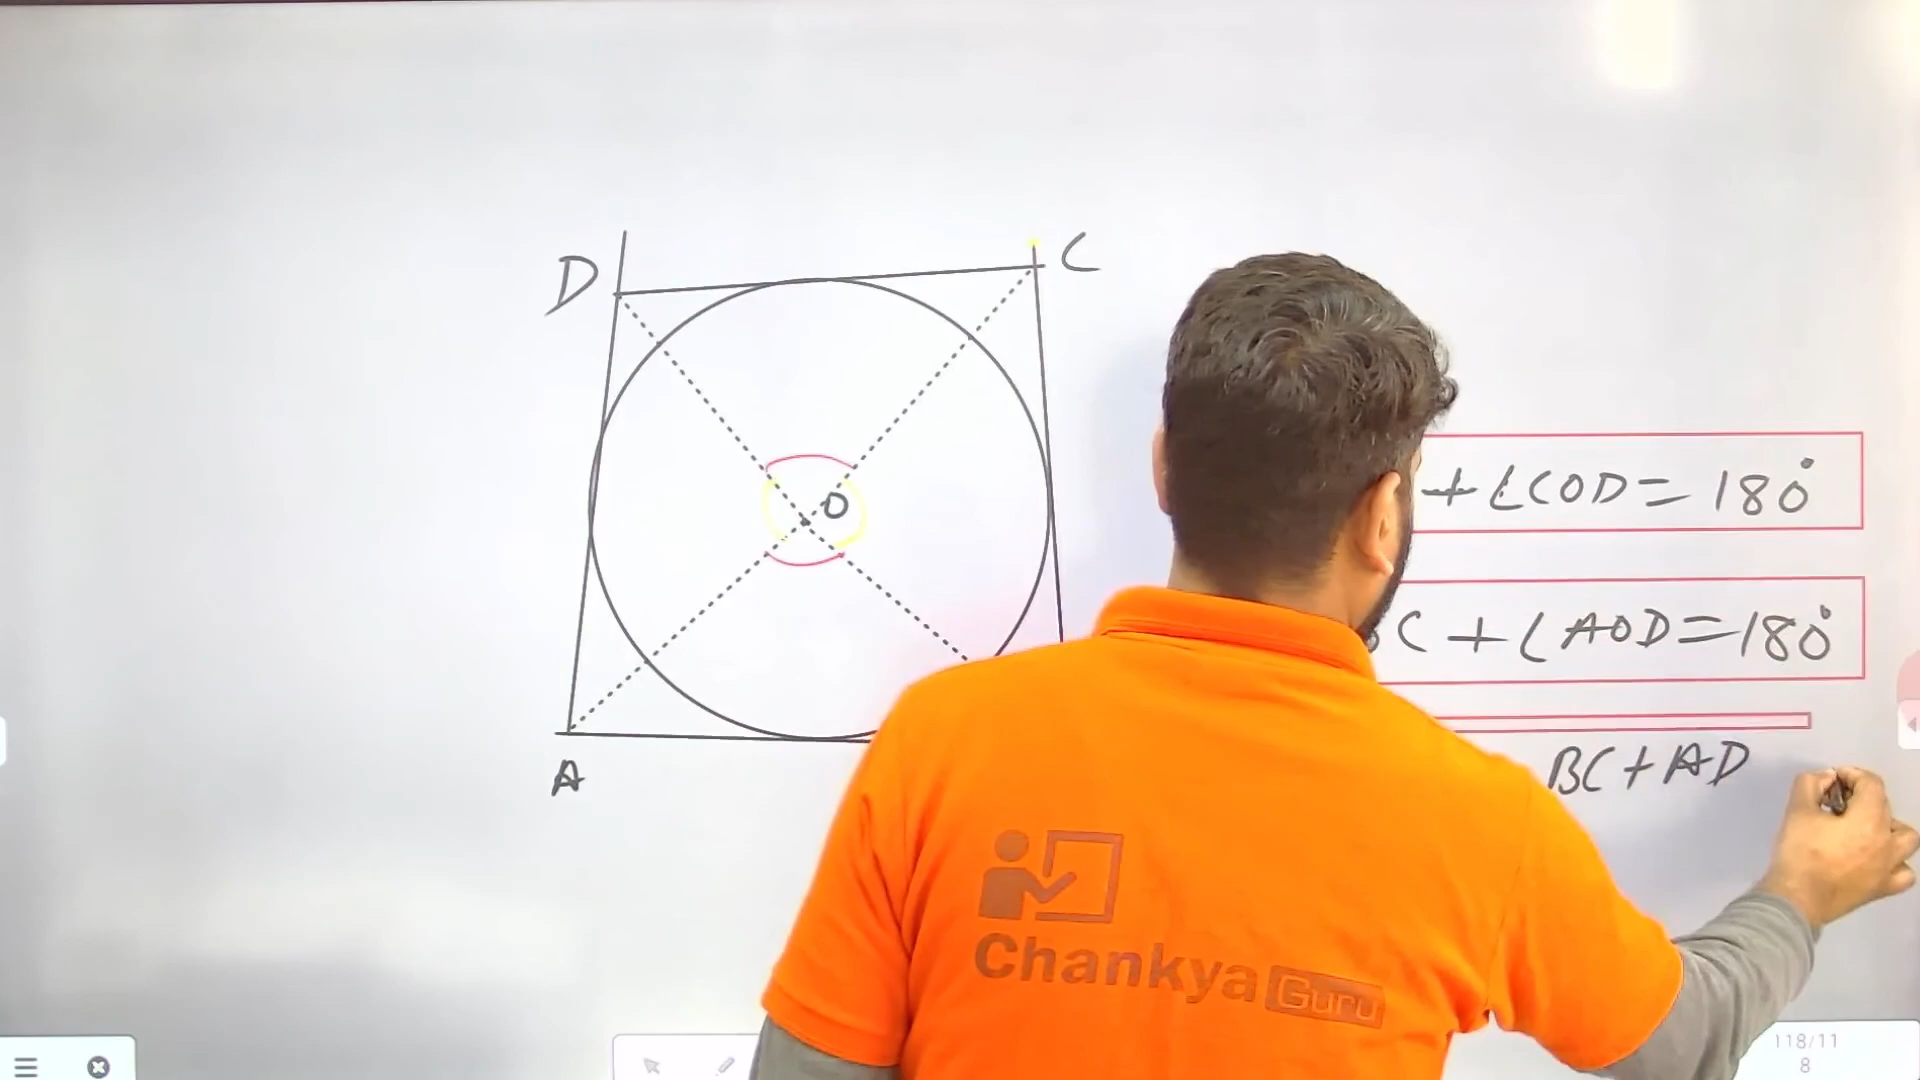 D
C
O
A
+ ∠COD = 180°
C + ∠AOD = 180°
BC + AD
Chankya Guru
118/11
8